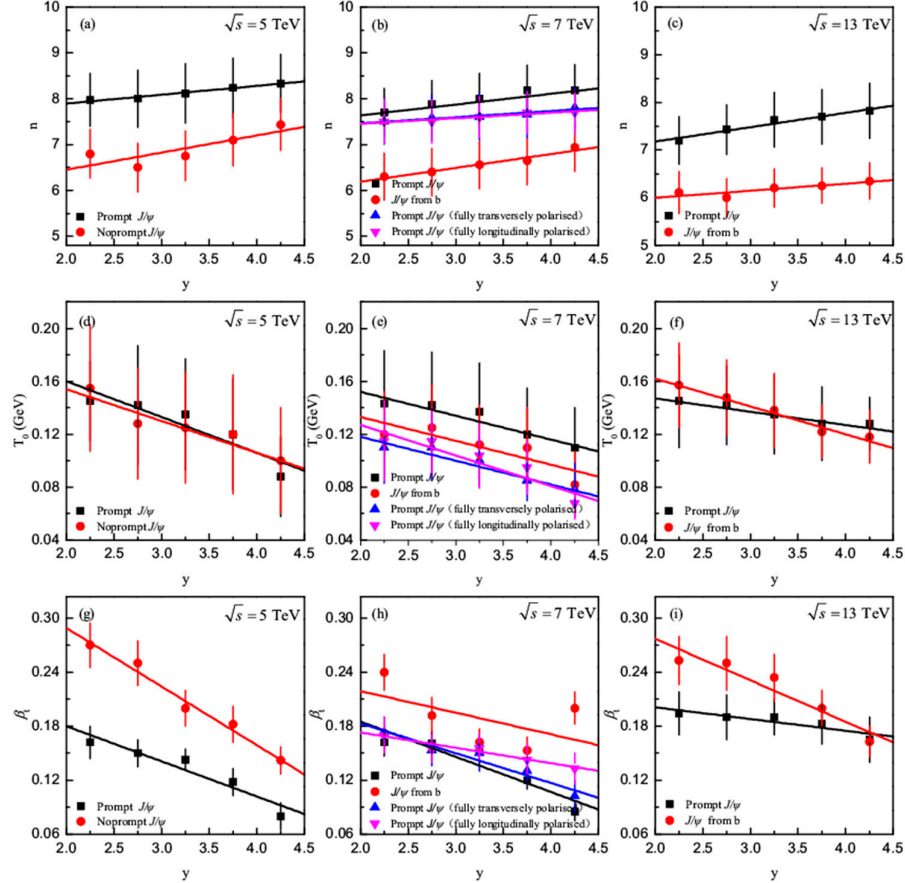 (a) √s = 5 TeV
n
9
8
7
6
5
Prompt J/ψ
Noprompt J/ψ
2.0 2.5 3.0 3.5 4.0 4.5
y
(b) √s = 7 TeV
n
9
8
7
6
5
Prompt J/ψ
J/ψ from b
Prompt J/ψ (fully transversely polarised)
Prompt J/ψ (fully longitudinally polarised)
2.0 2.5 3.0 3.5 4.0 4.5
y
(c) √s = 13 TeV
n
10
9
8
7
6
5
Prompt J/ψ
J/ψ from b
2.0 2.5 3.0 3.5 4.0 4.5
y
(d) √s = 5 TeV
T₀ (GeV)
0.20
0.16
0.12
0.08
0.04
Prompt J/ψ
Noprompt J/ψ
2.0 2.5 3.0 3.5 4.0 4.5
y
(e) √s = 7 TeV
T₀ (GeV)
0.20
0.16
0.12
0.08
0.04
Prompt J/ψ
J/ψ from b
Prompt J/ψ (fully transversely polarised)
Prompt J/ψ (fully longitudinally polarised)
2.0 2.5 3.0 3.5 4.0 4.5
y
(f) √s = 13 TeV
T₀ (GeV)
0.20
0.16
0.12
0.08
0.04
Prompt J/ψ
J/ψ from b
2.0 2.5 3.0 3.5 4.0 4.5
y
(g) √s = 5 TeV
βₜ
0.30
0.24
0.18
0.12
0.06
Prompt J/ψ
Noprompt J/ψ
2.0 2.5 3.0 3.5 4.0 4.5
y
(h) √s = 7 TeV
βₜ
0.30
0.24
0.18
0.12
0.06
Prompt J/ψ
J/ψ from b
Prompt J/ψ (fully transversely polarised)
Prompt J/ψ (fully longitudinally polarised)
2.0 2.5 3.0 3.5 4.0 4.5
y
(i) √s = 13 TeV
βₜ
0.30
0.24
0.18
0.12
0.06
Prompt J/ψ
J/ψ from b
2.0 2.5 3.0 3.5 4.0 4.5
y